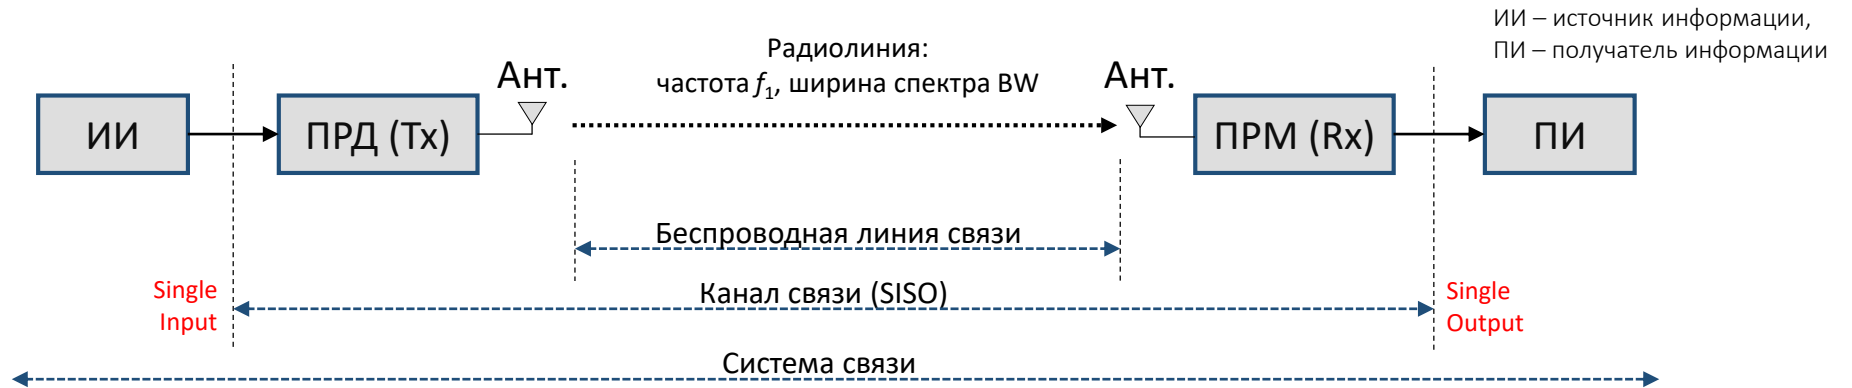 ИИ – источник информации,
ПИ – получатель информации
Радиолиния:
частота f₁, ширина спектра BW
Ант.
Ант.
ИИ
ПРД (Tx)
ПРМ (Rx)
ПИ
Беспроводная линия связи
Single
Input
Канал связи (SISO)
Single
Output
Система связи